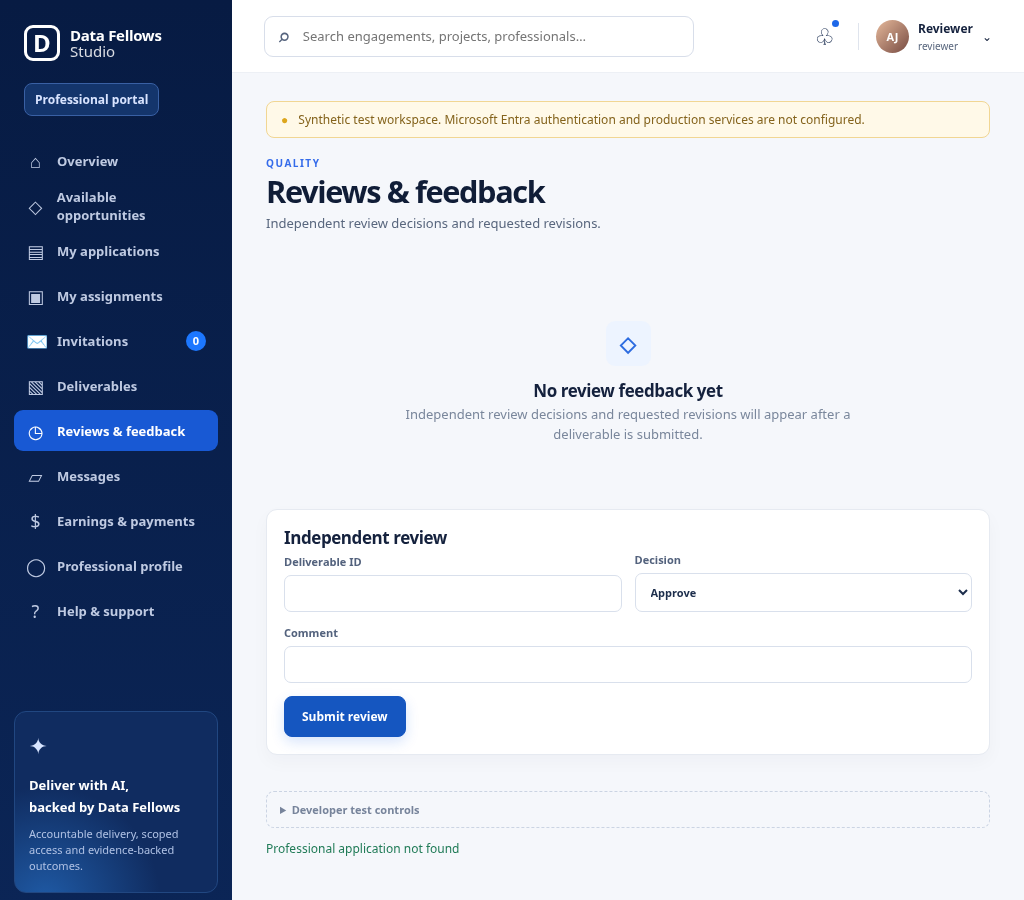 D
Data Fellows
Studio
Professional portal
Overview
Available
opportunities
My applications
My assignments
Invitations
0
Deliverables
Reviews & feedback
Messages
$
Earnings & payments
Professional profile
?
Help & support
Deliver with AI,
backed by Data Fellows
Accountable delivery, scoped
access and evidence-backed
outcomes.
Search engagements, projects, professionals...
AJ
Reviewer
reviewer
Synthetic test workspace. Microsoft Entra authentication and production services are not configured.
QUALITY
Reviews & feedback
Independent review decisions and requested revisions.
No review feedback yet
Independent review decisions and requested revisions will appear after a
deliverable is submitted.
Independent review
Deliverable ID
Decision
Approve
Comment
Submit review
Developer test controls
Professional application not found